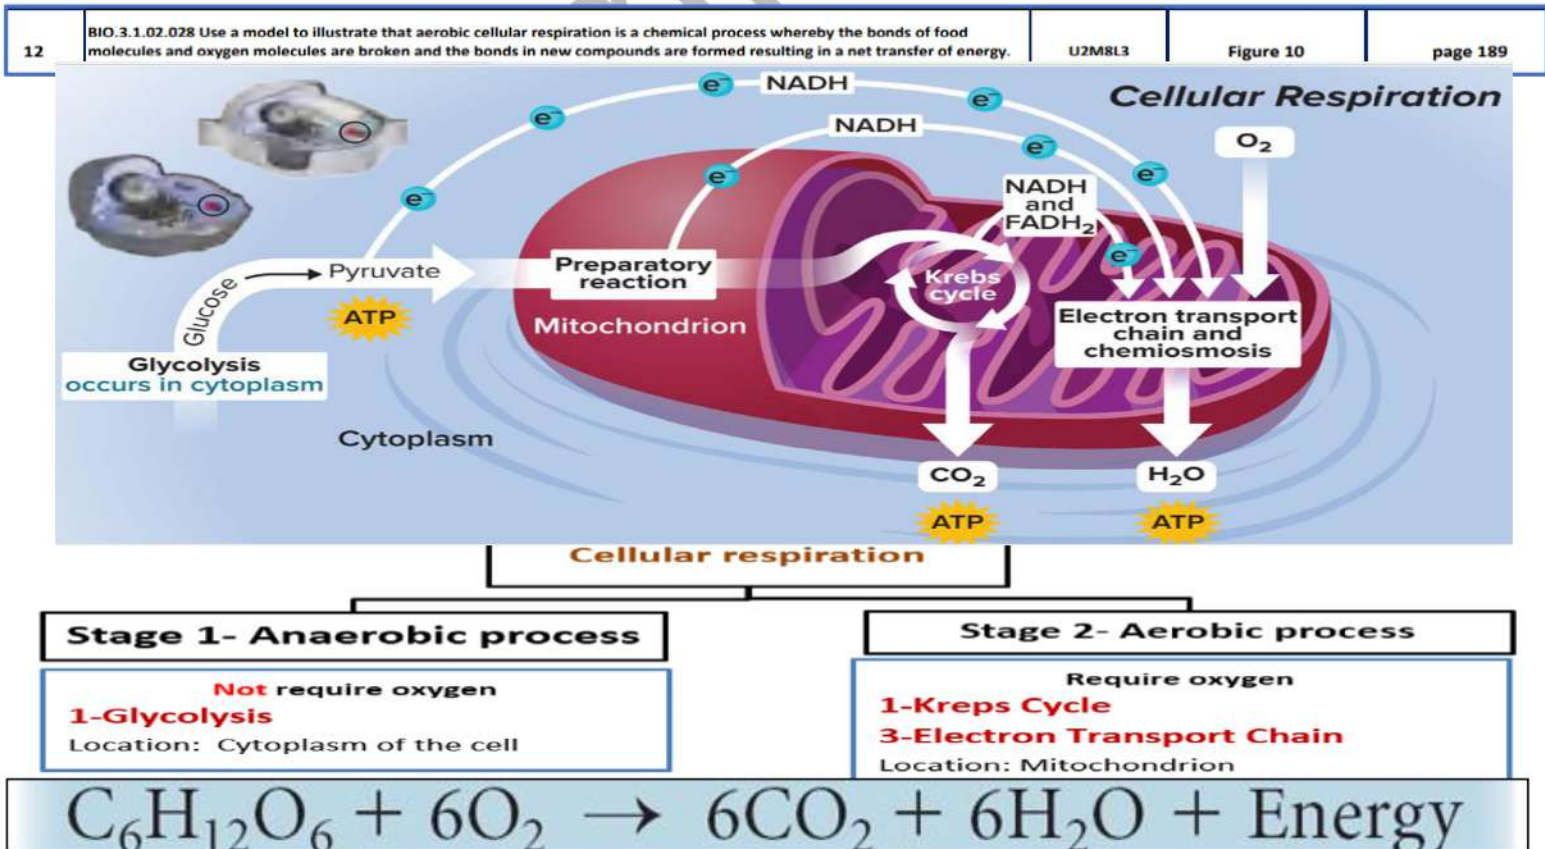 12
BIO.3.1.02.028 Use a model to illustrate that aerobic cellular respiration is a chemical process whereby the bonds of food
molecules and oxygen molecules are broken and the bonds in new compounds are formed resulting in a net transfer of energy.
U2M8L3
Figure 10
page 189
Cellular Respiration
e⁻ NADH e⁻
e⁻
NADH
O₂
e⁻
e⁻
e⁻
e⁻
NADH
and
FADH₂
e⁻
Glucose
Pyruvate
ATP
Preparatory
reaction
Mitochondrion
Krebs
cycle
Electron transport
chain and
chemiosmosis
Glycolysis
occurs in cytoplasm
Cytoplasm
CO₂
H₂O
ATP
ATP
Cellular respiration
Stage 1- Anaerobic process
Not require oxygen
1-Glycolysis
Location: Cytoplasm of the cell
Stage 2- Aerobic process
Require oxygen
1-Kreps Cycle
3-Electron Transport Chain
Location: Mitochondrion
C₆H₁₂O₆ + 6O₂ → 6CO₂ + 6H₂O + Energy